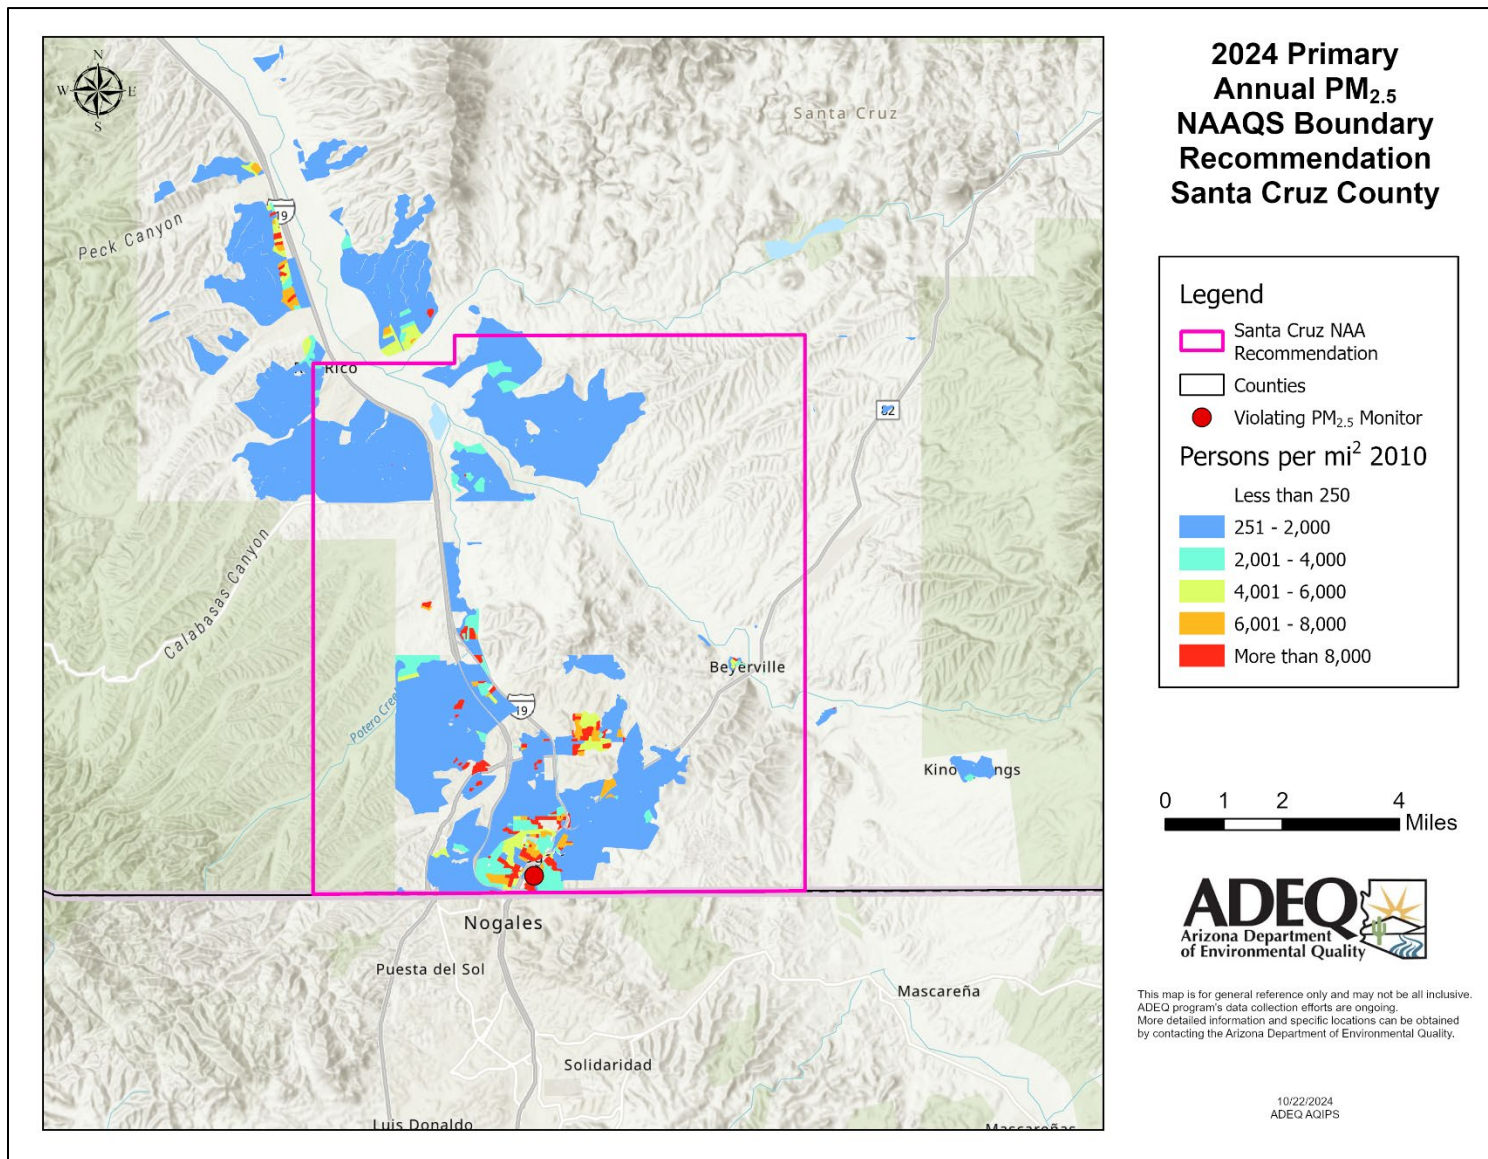 2024 Primary
Annual PM2.5
NAAQS Boundary
Recommendation
Santa Cruz County
N
W E
S
Santa Cruz
Peck Canyon
19
Rico
82
Calabasas Canyon
Potero Creek
19
Beyerville
Kino ngs
Nogales
Puesta del Sol
Mascareña
Solidaridad
Luis Donaldo
Mascareñas
Legend
Santa Cruz NAA
Recommendation
Counties
Violating PM2.5 Monitor
Persons per mi2 2010
Less than 250
251 - 2,000
2,001 - 4,000
4,001 - 6,000
6,001 - 8,000
More than 8,000
0 1 2 4
Miles
ADEQ
Arizona Department
of Environmental Quality
This map is for general reference only and may not be all inclusive.
ADEQ program's data collection efforts are ongoing.
More detailed information and specific locations can be obtained
by contacting the Arizona Department of Environmental Quality.
10/22/2024
ADEQ AQIPS